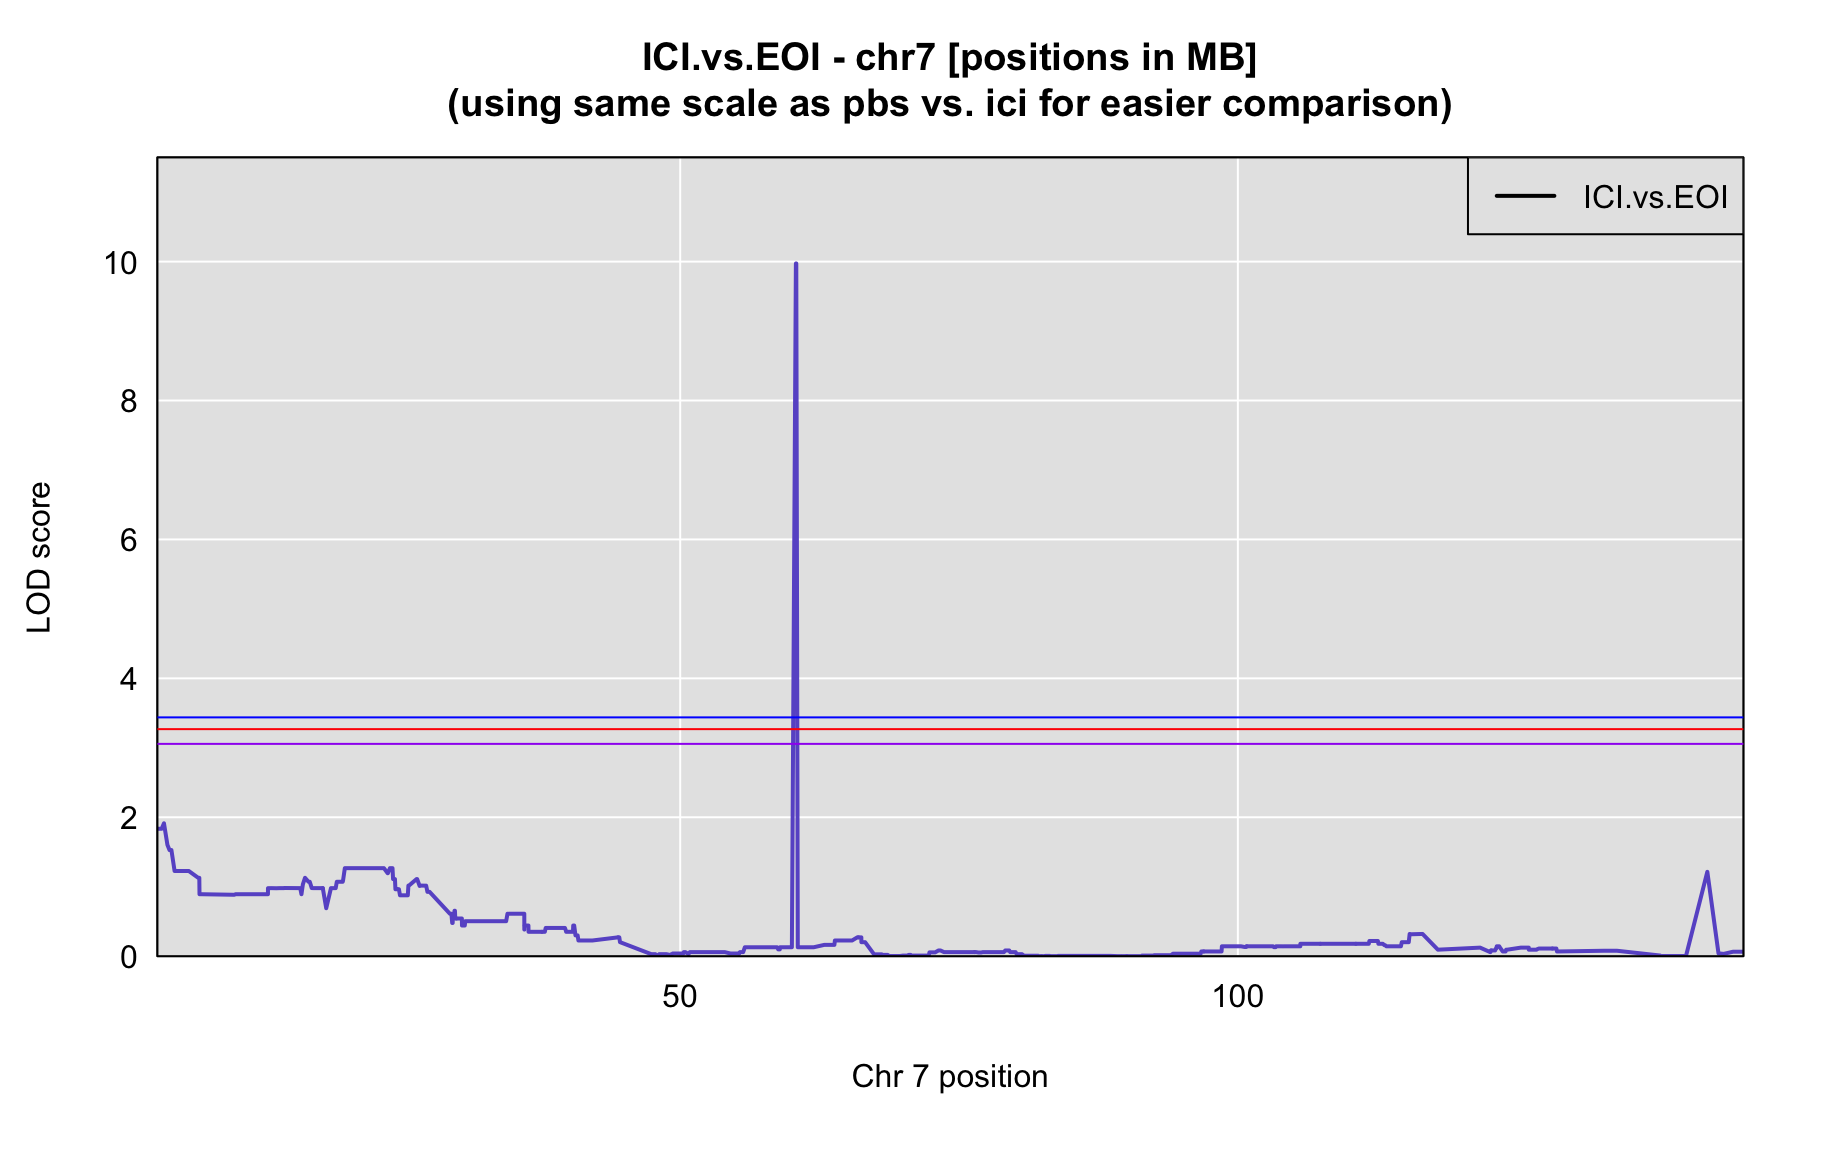 ICI.vs.EOI - chr7 [positions in MB]
(using same scale as pbs vs. ici for easier comparison)
ICI.vs.EOI
10
8
6
4
2
0
LOD score
50
100
Chr 7 position